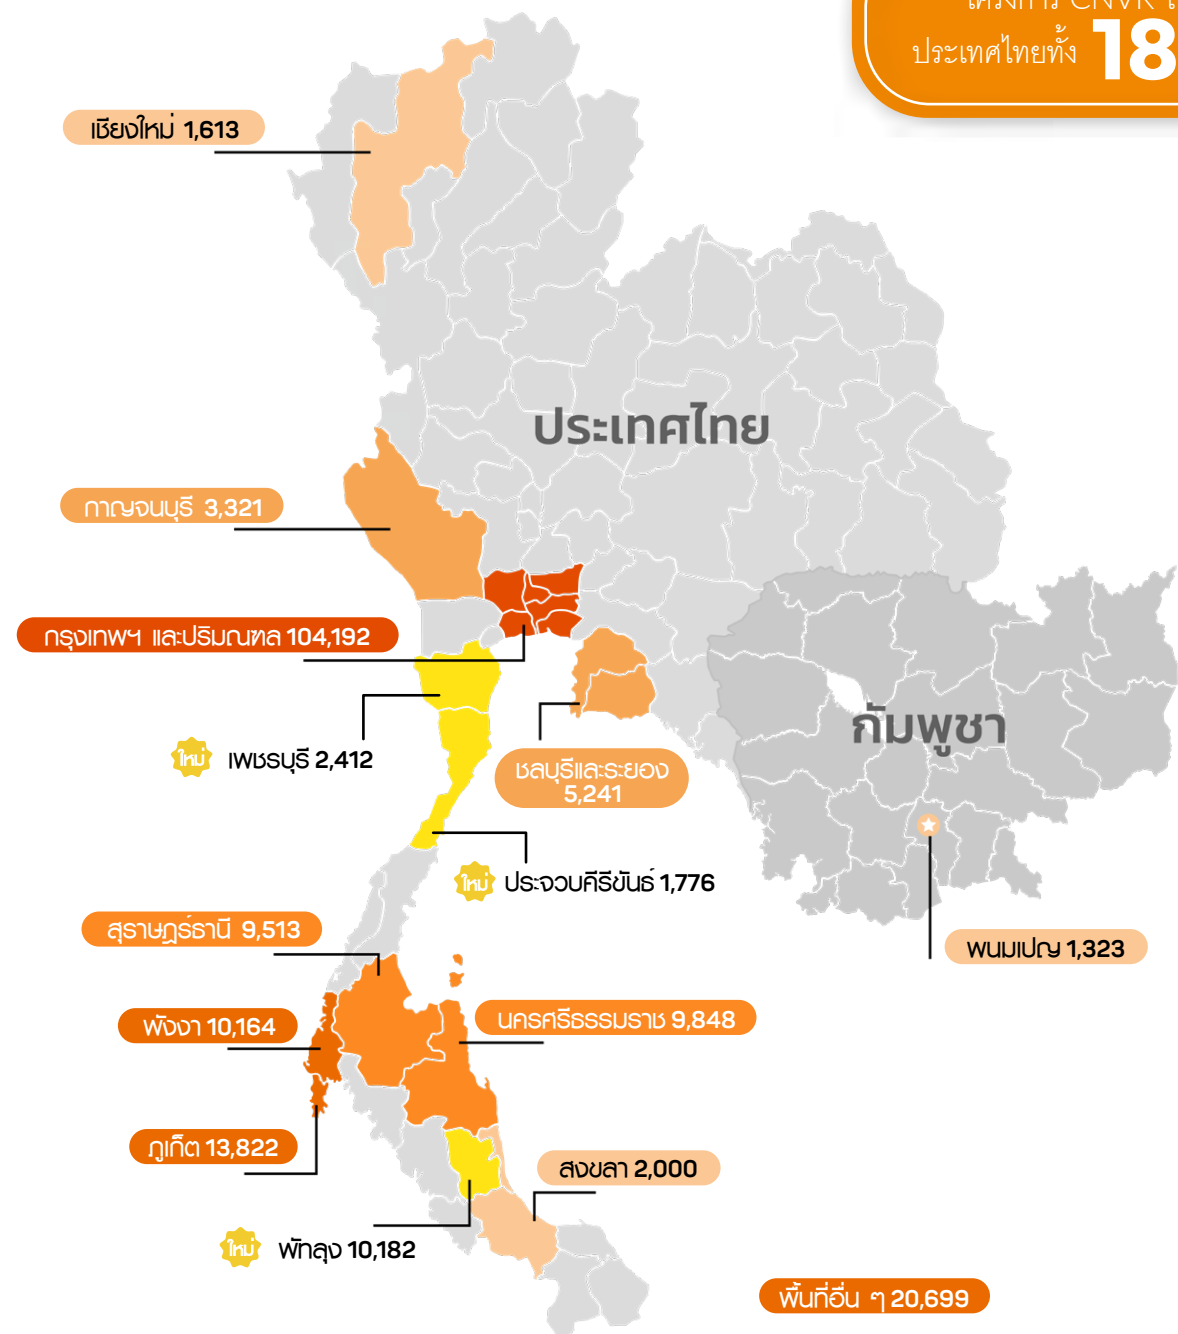 โครงการ CNVR
ประเทศไทยทั้ง 18
เชียงใหม่ 1,613
ประเทศไทย
กาญจนบุรี 3,321
กรุงเทพฯ และปริมณฑล 104,192
กัมพูชา
ใหม่ เพชรบุรี 2,412
ชลบุรีและระยอง
5,241
ใหม่ ประจวบคีรีขันธ์ 1,776
สุราษฎร์ธานี 9,513
พนมเปญ 1,323
พังงา 10,164
นครศรีธรรมราช 9,848
ภูเก็ต 13,822
สงขลา 2,000
ใหม่ พัทลุง 10,182
พื้นที่อื่น ๆ 20,699